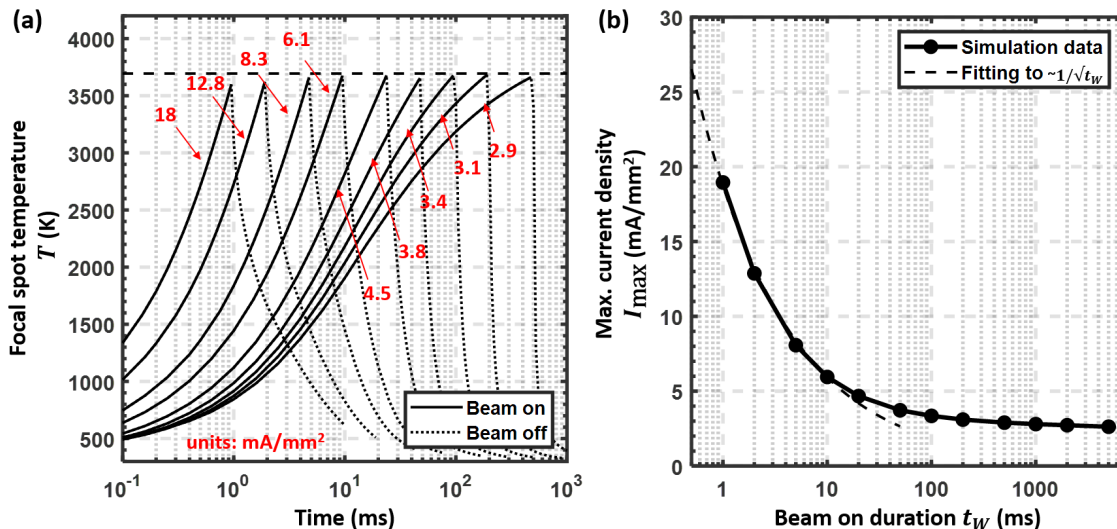 (a)
Focal spot temperature
T (K)
4000
3500
3000
2500
2000
1500
1000
500
18
12.8
8.3
6.1
4.5
3.8
3.4
3.1
2.9
units: mA/mm²
Beam on
Beam off
10⁻¹
10⁰
10¹
10²
10³
Time (ms)
(b)
Max. current density
I_max (mA/mm²)
30
25
20
15
10
5
0
Simulation data
Fitting to ~1/√t_W
1
10
100
1000
Beam on duration t_W (ms)